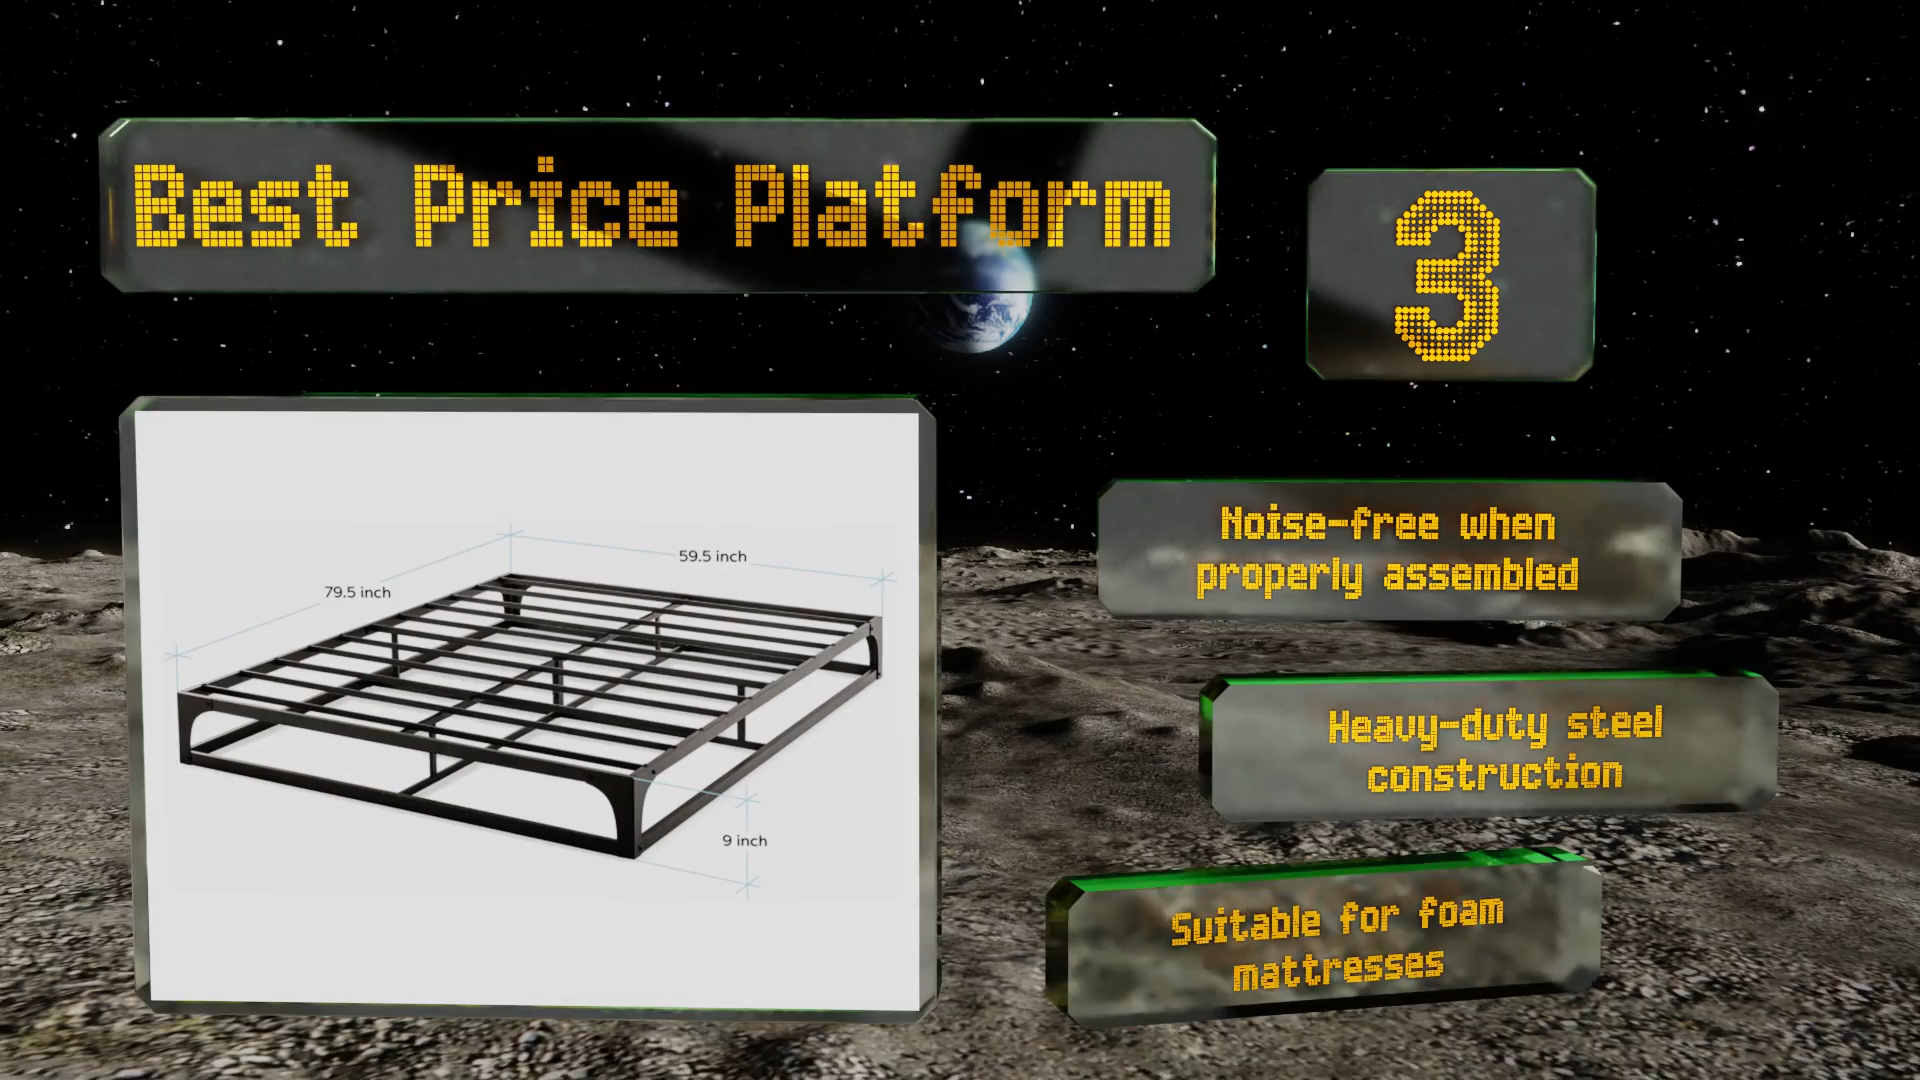 Best Price Platform
3
59.5 inch
79.5 inch
9 inch
Noise-free when
properly assembled
Heavy-duty steel
construction
Suitable for foam
mattresses